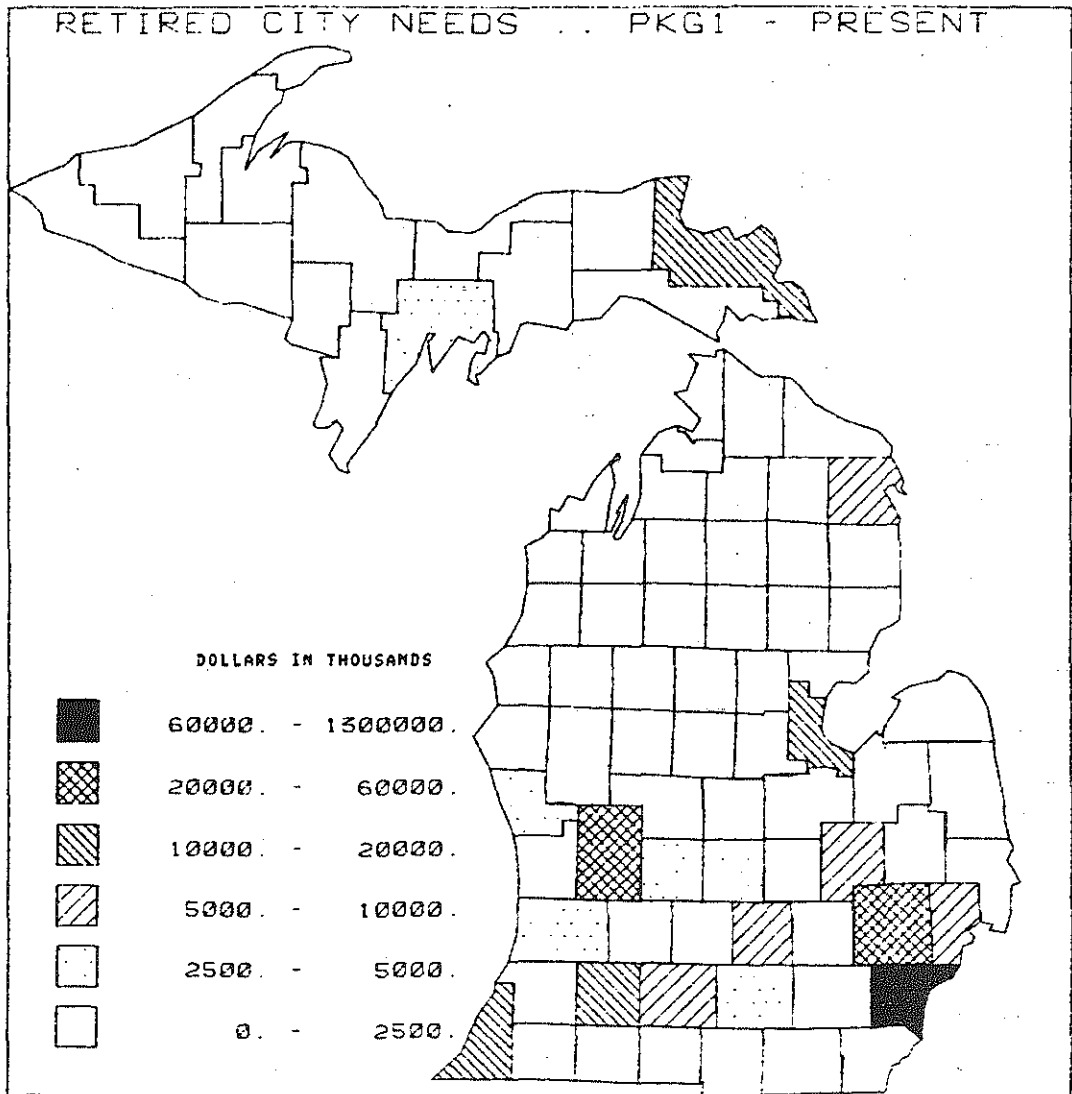 RETIRED CITY NEEDS .. PKG1 - PRESENT
DOLLARS IN THOUSANDS
60000. - 1300000.
20000. - 60000.
10000. - 20000.
5000. - 10000.
2500. - 5000.
0. - 2500.